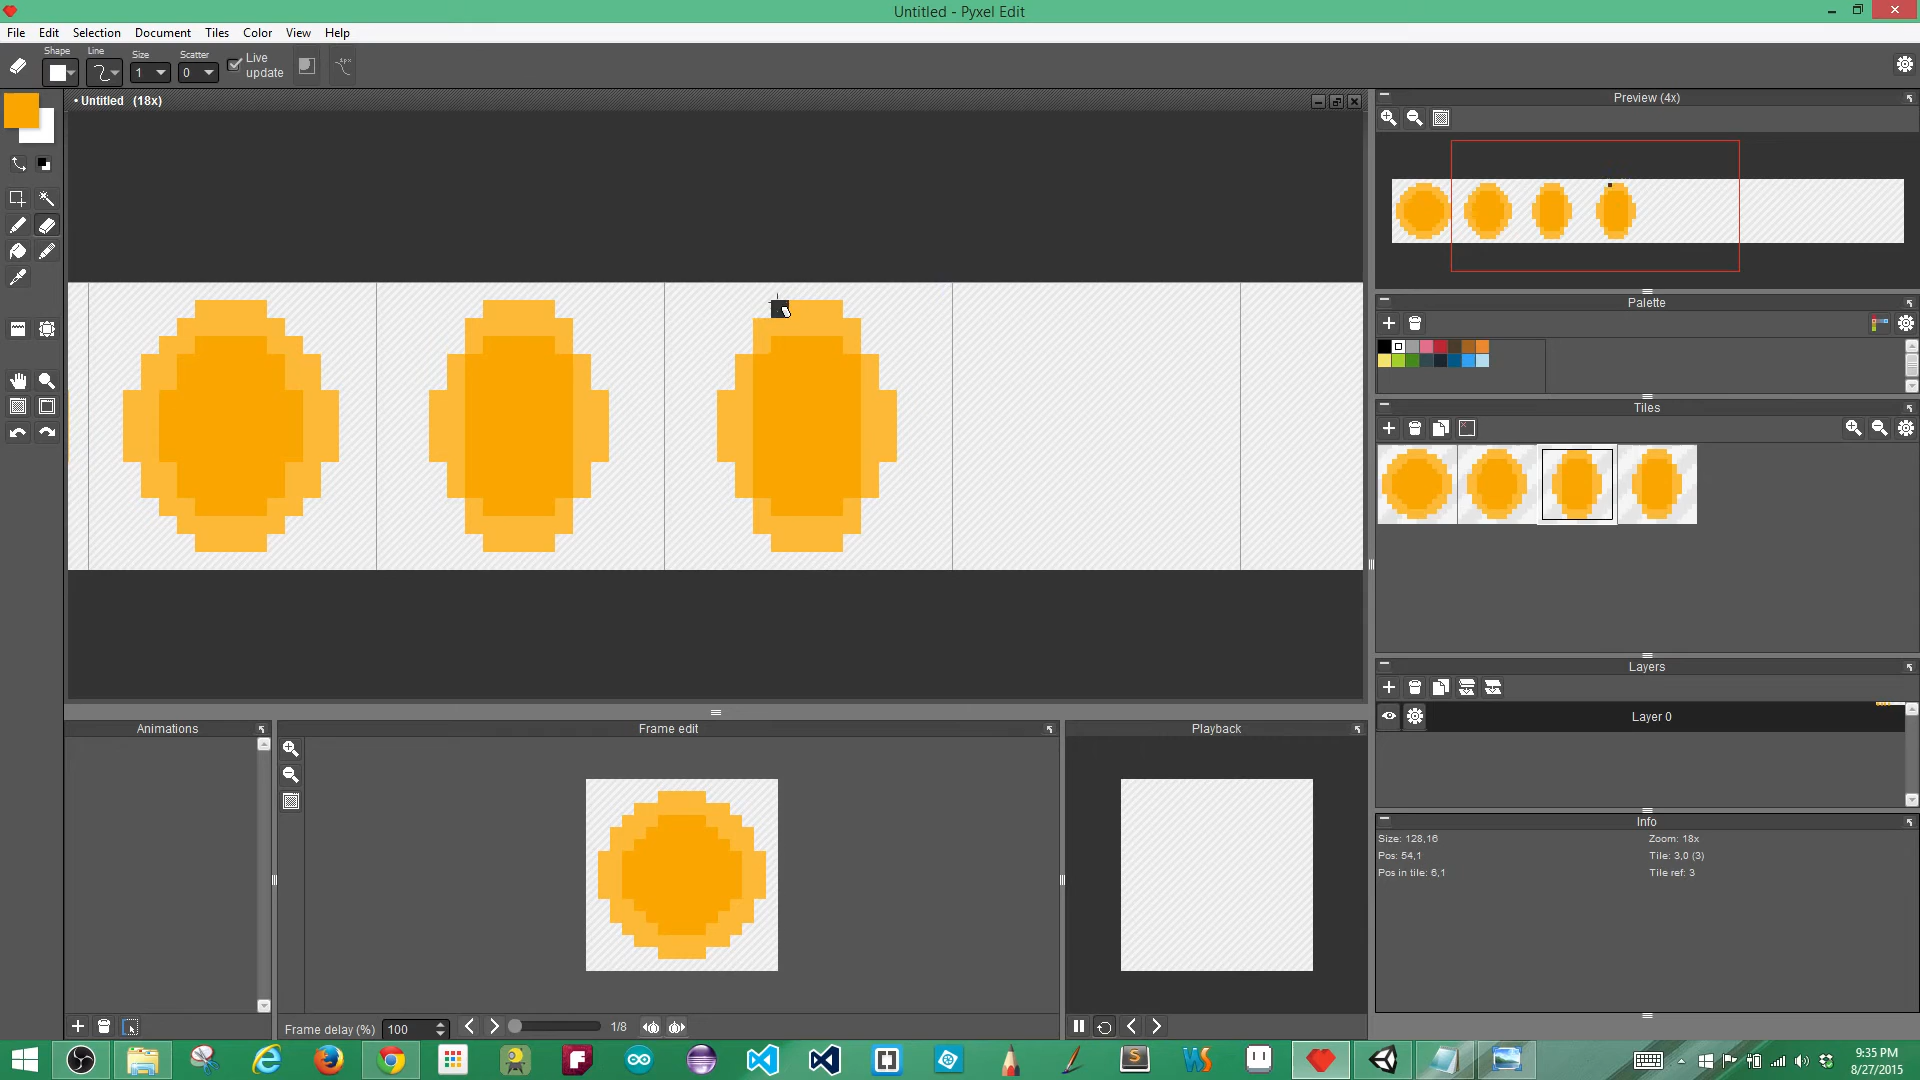 Untitled - Pyxel Edit
File Edit Selection Document Tiles Color View Help
Shape Line Size Scatter
1 0 Live update
• Untitled (18x)
Preview (4x)
Palette
Tiles
Layers
Layer 0
Animations Frame edit Playback
Info
Size: 128,16 Zoom: 18x
Pos: 54,1 Tile: 3,0 (3)
Pos in tile: 6,1 Tile ref: 3
Frame delay (%) 100 1/8
9:35 PM
8/27/2015